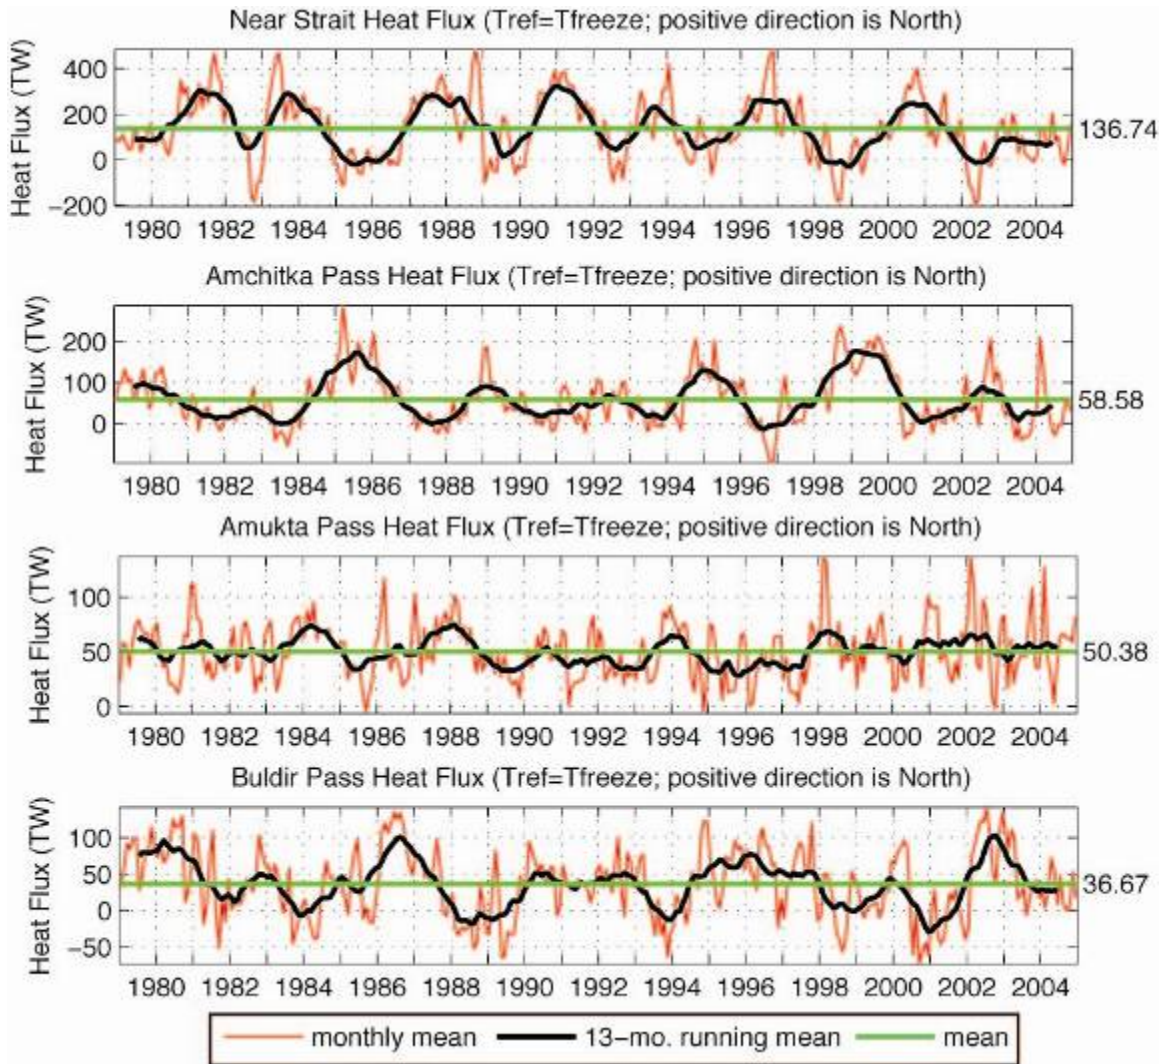 Near Strait Heat Flux (Tref=Tfreeze; positive direction is North)
Heat Flux (TW)
400
200
0
−200
136.74
1980 1982 1984 1986 1988 1990 1992 1994 1996 1998 2000 2002 2004
Amchitka Pass Heat Flux (Tref=Tfreeze; positive direction is North)
Heat Flux (TW)
200
100
0
58.58
1980 1982 1984 1986 1988 1990 1992 1994 1996 1998 2000 2002 2004
Amukta Pass Heat Flux (Tref=Tfreeze; positive direction is North)
Heat Flux (TW)
100
50
0
50.38
1980 1982 1984 1986 1988 1990 1992 1994 1996 1998 2000 2002 2004
Buldir Pass Heat Flux (Tref=Tfreeze; positive direction is North)
Heat Flux (TW)
100
50
0
−50
36.67
1980 1982 1984 1986 1988 1990 1992 1994 1996 1998 2000 2002 2004
monthly mean 13−mo. running mean mean